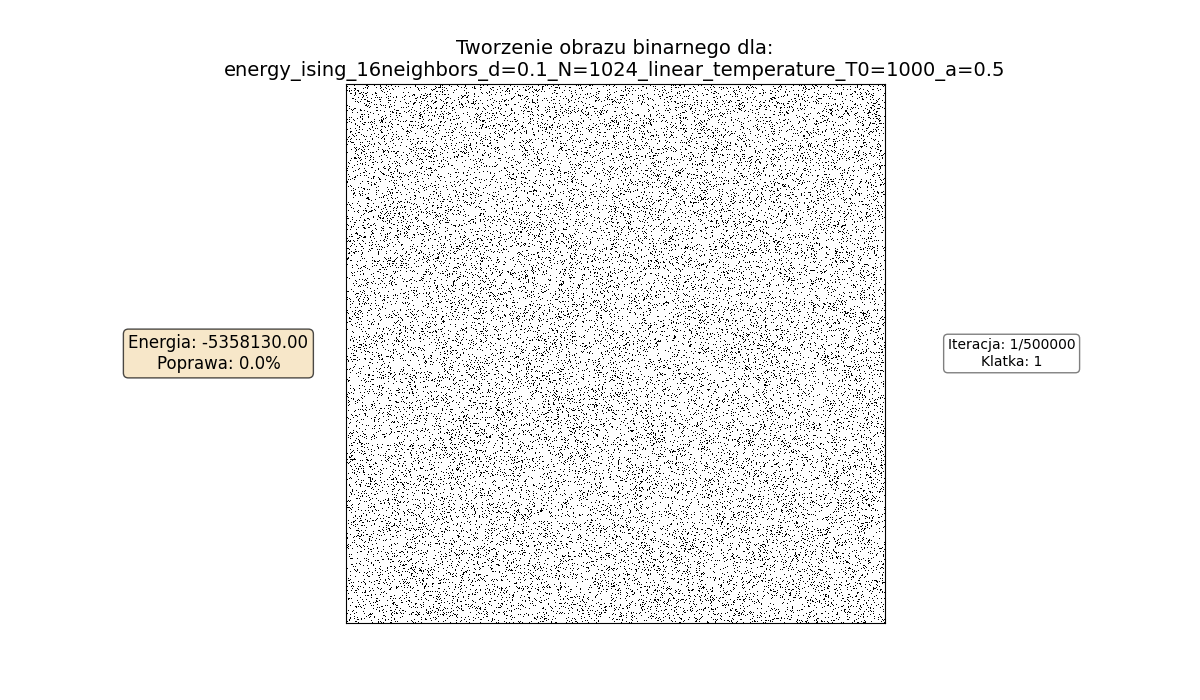 Tworzenie obrazu binarnego dla:
energy_ising_16neighbors_d=0.1_N=1024_linear_temperature_T0=1000_a=0.5
Energia: -5358130.00
Poprawa: 0.0%
Iteracja: 1/500000
Klatka: 1